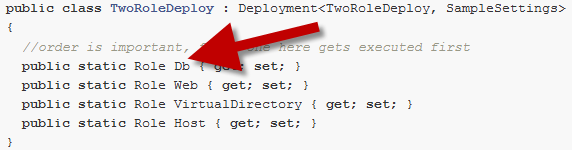 public class TwoRoleDeploy : Deployment<TwoRoleDeploy, SampleSettings>
{
//order is important, here gets executed first
public static Role Db { get; set; }
public static Role Web { get; set; }
public static Role VirtualDirectory { get; set; }
public static Role Host { get; set; }
}